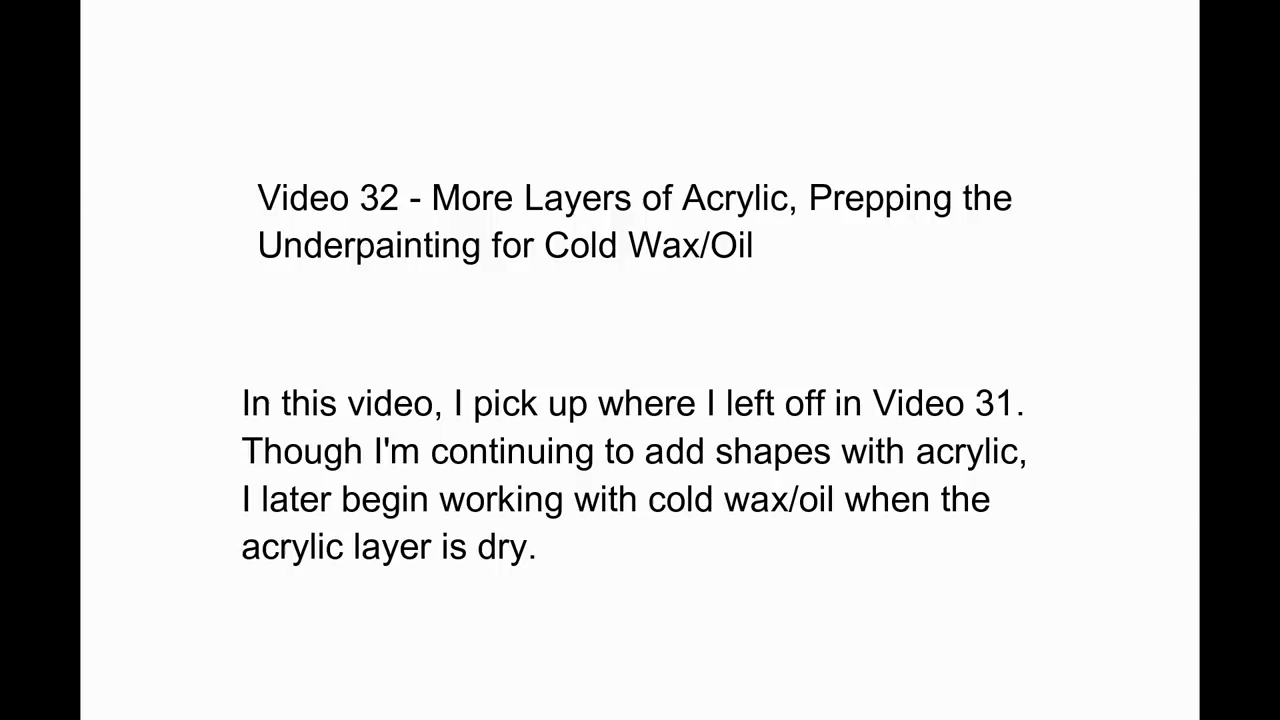 Video 32 - More Layers of Acrylic, Prepping the
Underpainting for Cold Wax/Oil
In this video, I pick up where I left off in Video 31.
Though I'm continuing to add shapes with acrylic,
I later begin working with cold wax/oil when the
acrylic layer is dry.